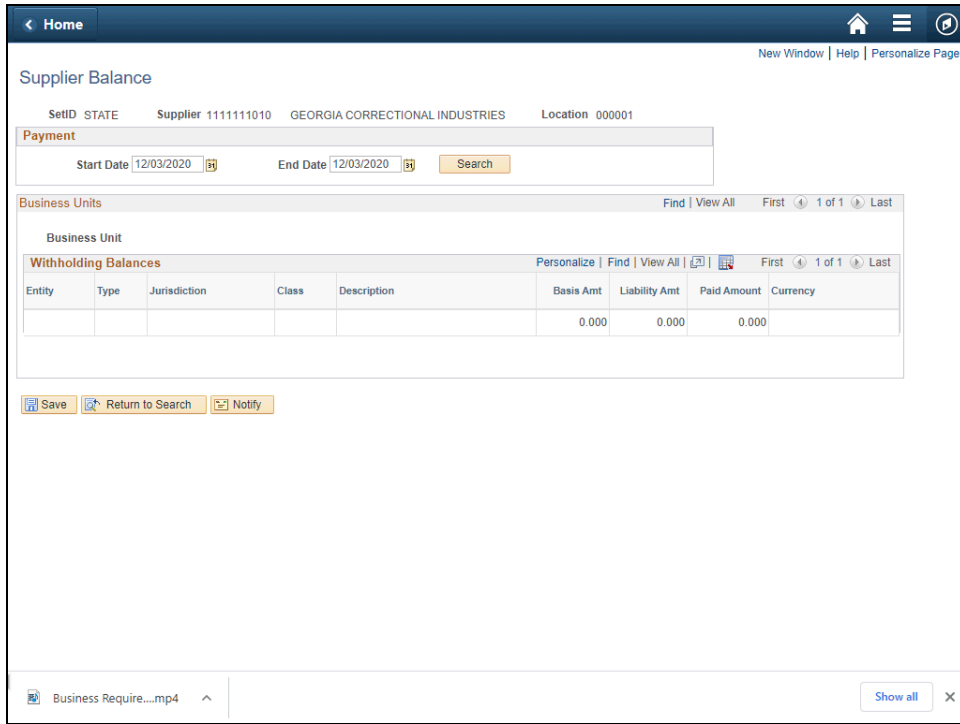 Home
New Window | Help | Personalize Page
Supplier Balance
SetID STATE Supplier 1111111010 GEORGIA CORRECTIONAL INDUSTRIES Location 000001
Payment
Start Date 12/03/2020 31 End Date 12/03/2020 31 Search
Business Units Find | View All First 1 of 1 Last
Business Unit
Withholding Balances Personalize | Find | View All | First 1 of 1 Last
Entity Type Jurisdiction Class Description Basis Amt Liability Amt Paid Amount Currency
0.000 0.000 0.000
Save Return to Search Notify
Business Require....mp4 Show all